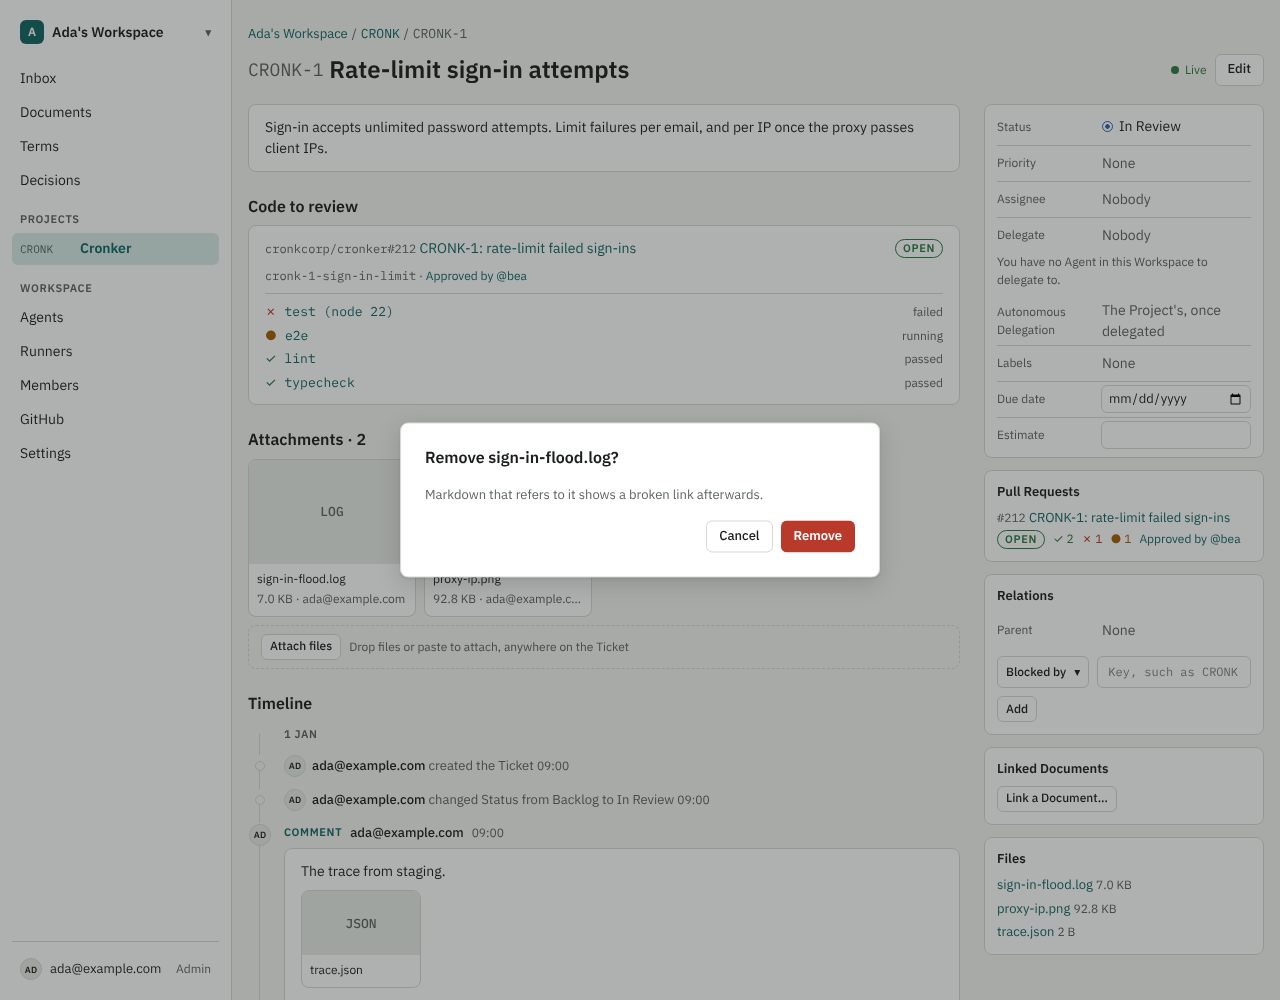 A Ada's Workspace ▾
Inbox
Documents
Terms
Decisions
PROJECTS
CRONK Cronker
WORKSPACE
Agents
Runners
Members
GitHub
Settings
AD ada@example.com Admin
Ada's Workspace / CRONK / CRONK-1
CRONK-1 Rate-limit sign-in attempts
Live Edit
Sign-in accepts unlimited password attempts. Limit failures per email, and per IP once the proxy passes
client IPs.
Code to review
cronkcorp/cronker#212 CRONK-1: rate-limit failed sign-ins OPEN
cronk-1-sign-in-limit · Approved by @bea
× test (node 22) failed
e2e running
✓ lint passed
✓ typecheck passed
Attachments · 2
LOG
sign-in-flood.log
7.0 KB · ada@example.com
proxy-ip.png
92.8 KB · ada@example.c...
Attach files Drop files or paste to attach, anywhere on the Ticket
Remove sign-in-flood.log?
Markdown that refers to it shows a broken link afterwards.
Cancel Remove
Timeline
1 JAN
AD ada@example.com created the Ticket 09:00
AD ada@example.com changed Status from Backlog to In Review 09:00
AD COMMENT ada@example.com 09:00
The trace from staging.
JSON
trace.json
Status In Review
Priority None
Assignee Nobody
Delegate Nobody
You have no Agent in this Workspace to
delegate to.
Autonomous Delegation The Project's, once delegated
Labels None
Due date mm/dd/yyyy
Estimate
Pull Requests
#212 CRONK-1: rate-limit failed sign-ins
OPEN ✓ 2 × 1 1 Approved by @bea
Relations
Parent None
Blocked by ▾ Key, such as CRONK
Add
Linked Documents
Link a Document...
Files
sign-in-flood.log 7.0 KB
proxy-ip.png 92.8 KB
trace.json 2 B